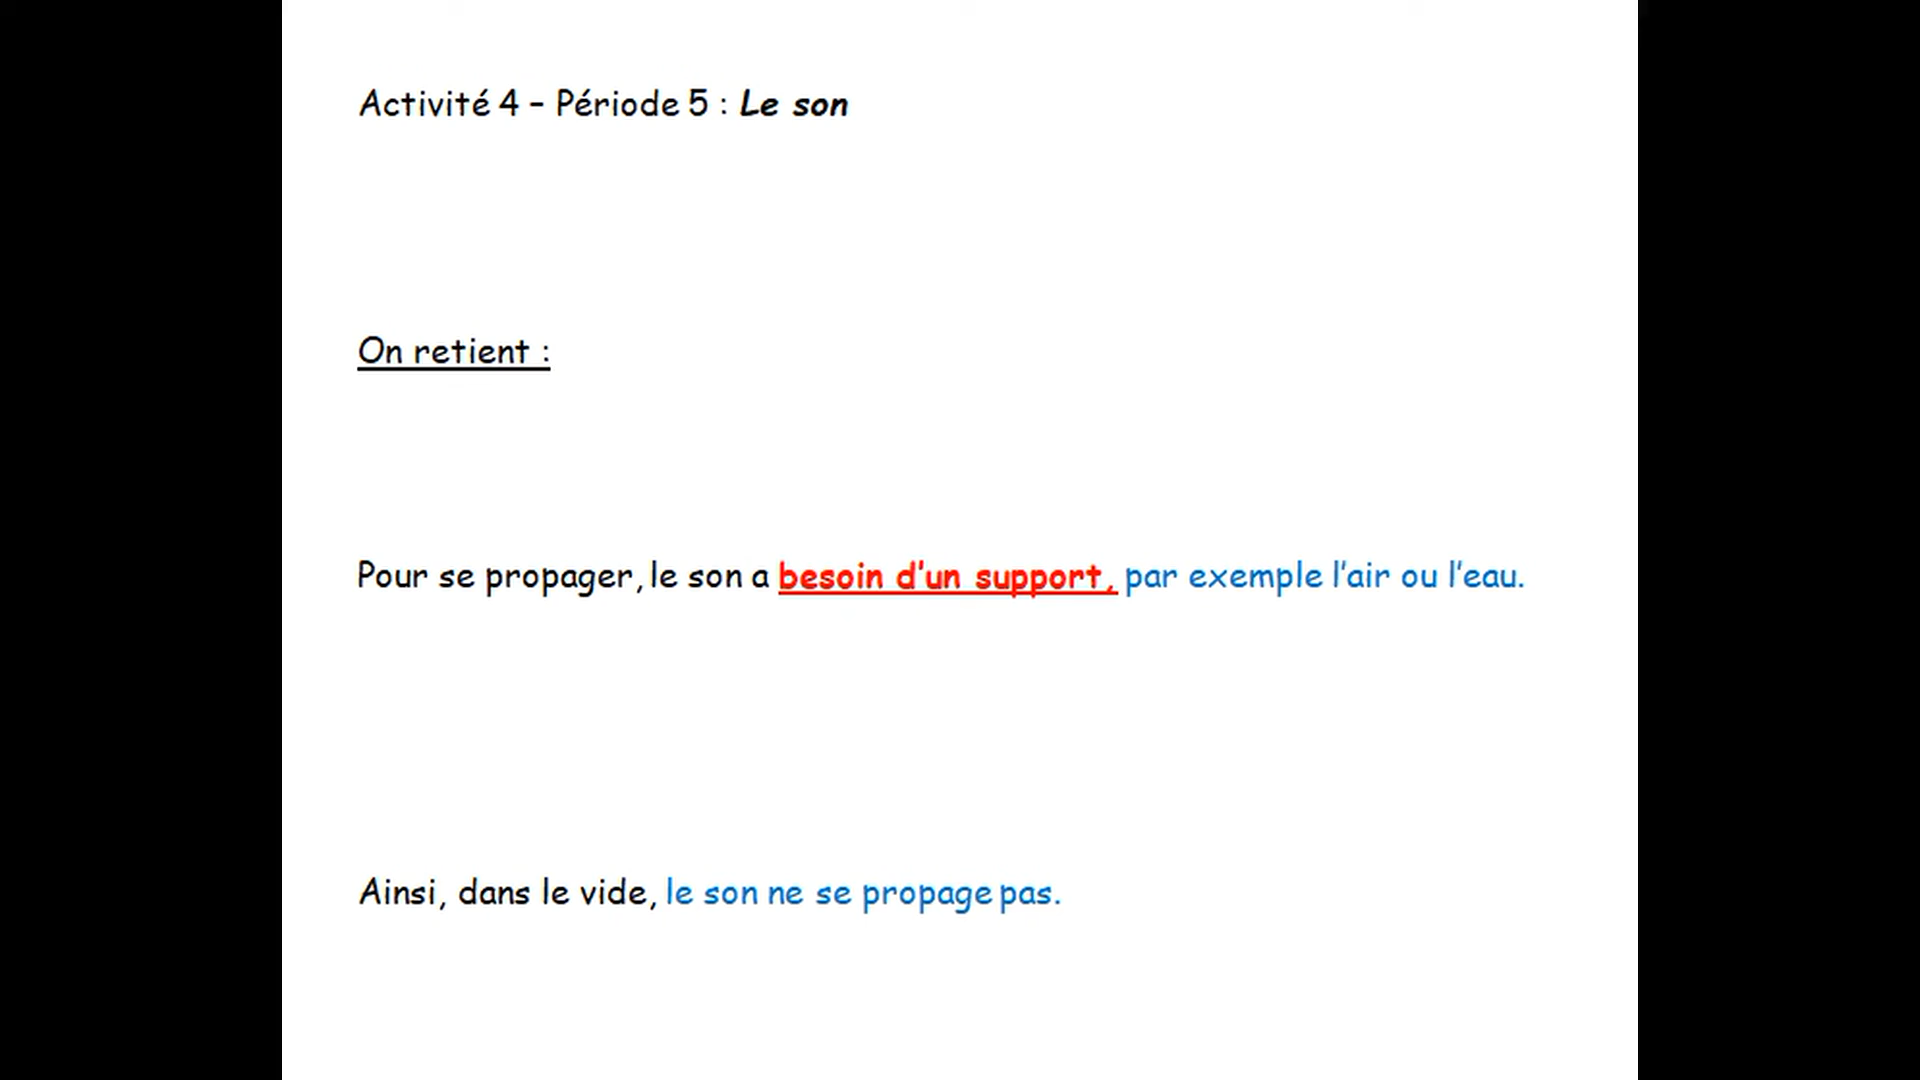 Activité 4 – Période 5 : Le son
On retient :
Pour se propager, le son a besoin d'un support, par exemple l'air ou l'eau.
Ainsi, dans le vide, le son ne se propage pas.